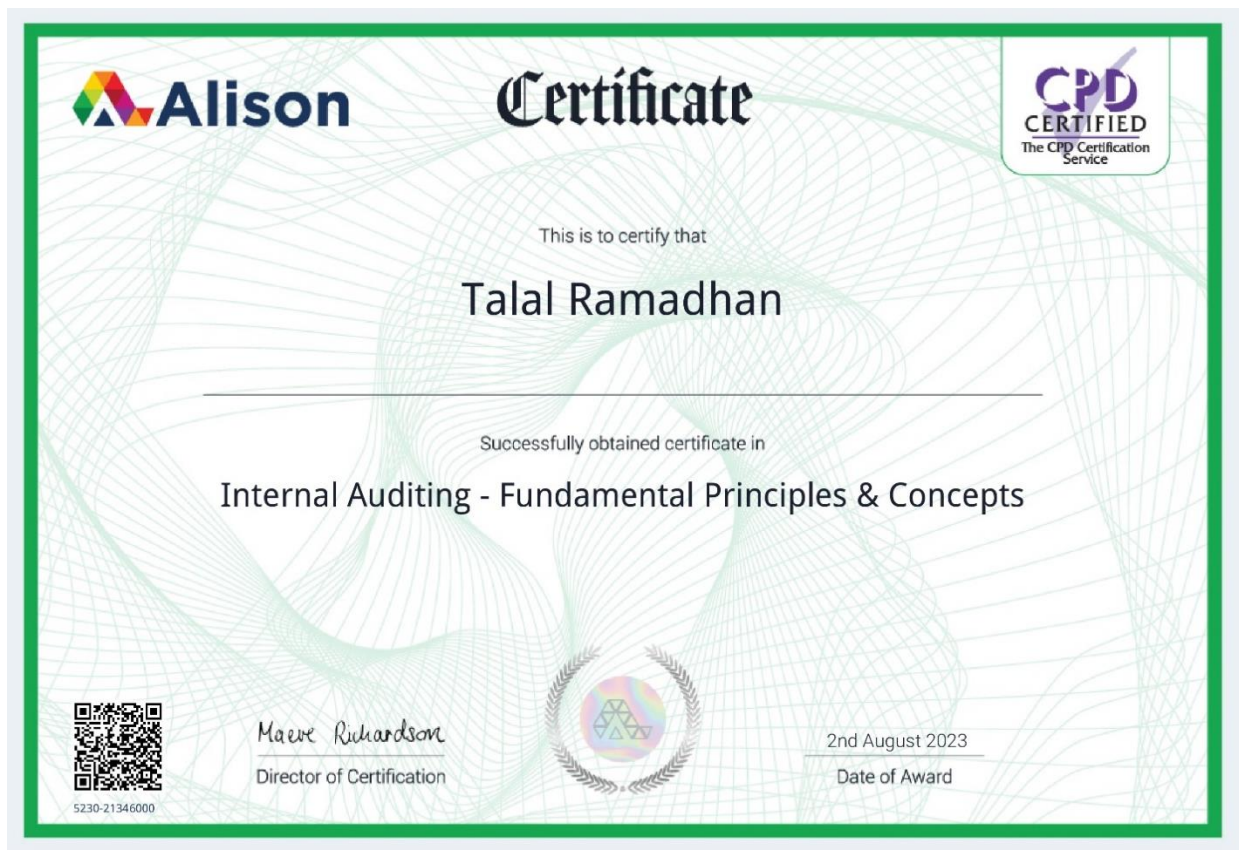 Alison
Certificate
CPD
CERTIFIED
The CPD Certification
Service
This is to certify that
Talal Ramadhan
Successfully obtained certificate in
Internal Auditing - Fundamental Principles & Concepts
Maeve Richardson
Director of Certification
2nd August 2023
Date of Award
5230-21346000